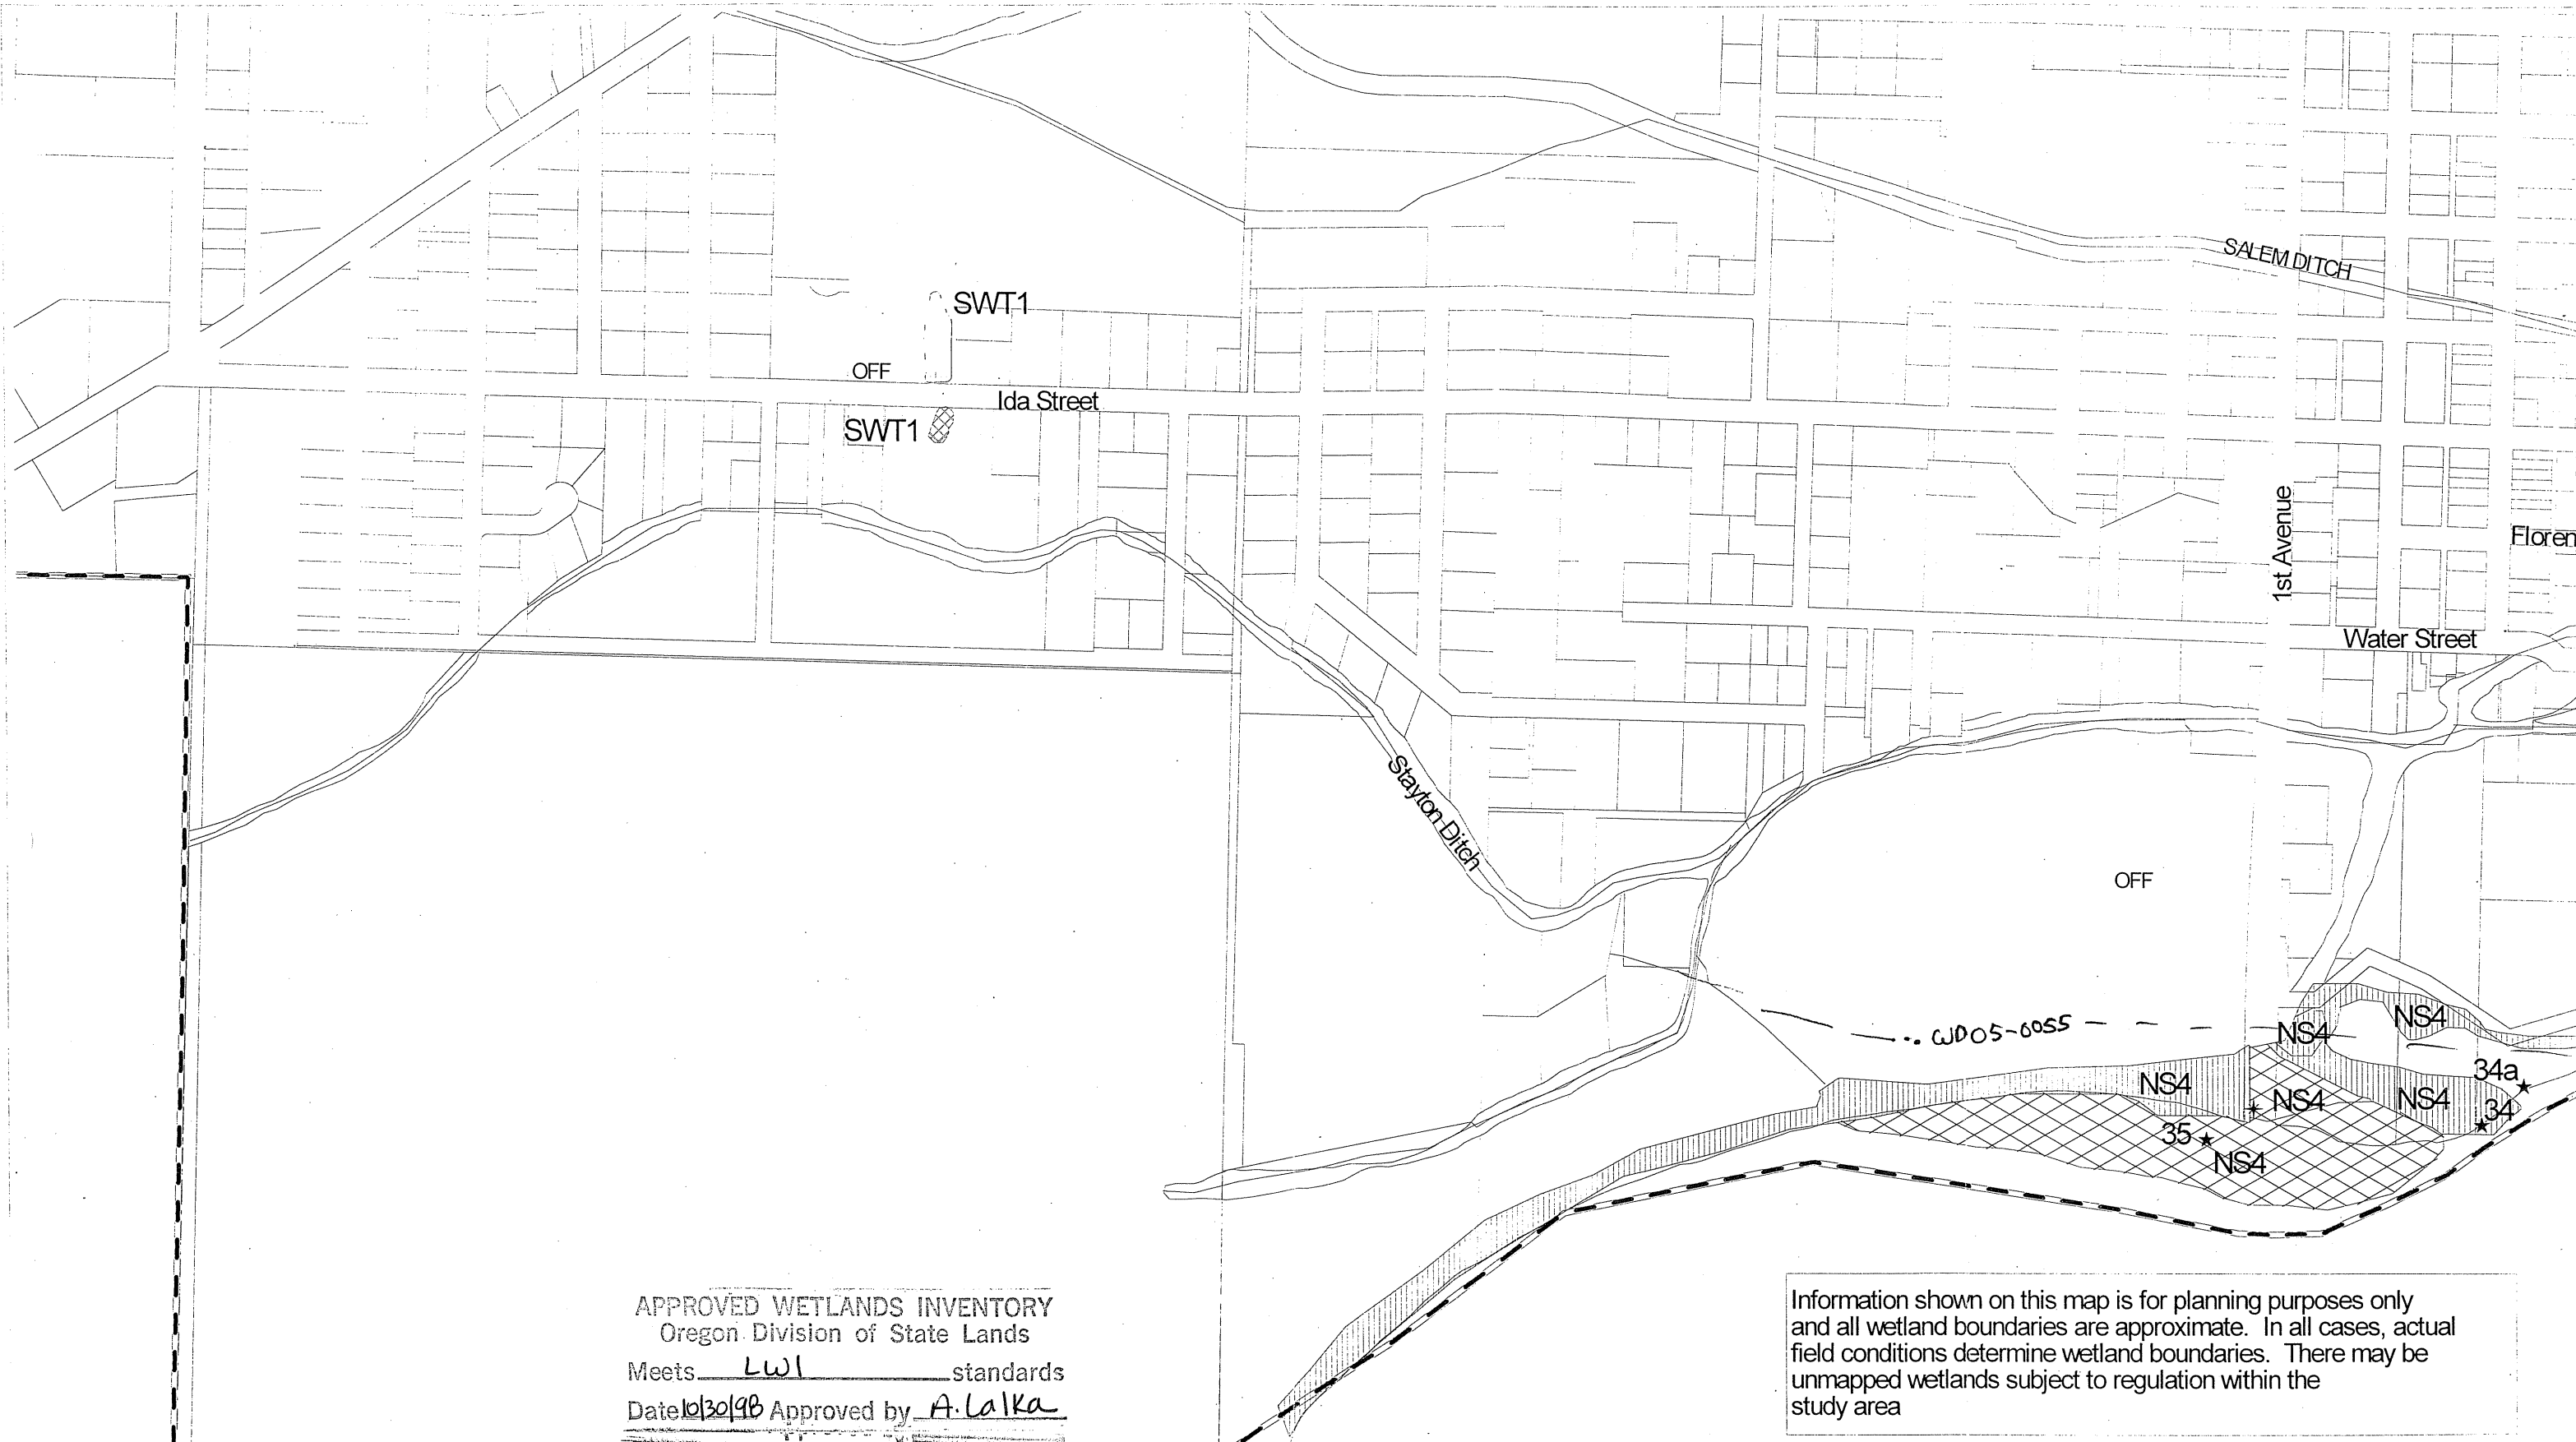 SALEM DITCH
SWT1
OFF
Ida Street
SWT1
1st Avenue
Floren
Water Street
Stayton Ditch
OFF
WD05-0055
NS4
NS4
34a
NS4
NS4
NS4
34
35
NS4
APPROVED WETLANDS INVENTORY
Oregon Division of State Lands
Meets LWI standards
Date 10/30/98 Approved by A. Lalka
Information shown on this map is for planning purposes only
and all wetland boundaries are approximate. In all cases, actual
field conditions determine wetland boundaries. There may be
unmapped wetlands subject to regulation within the
study area